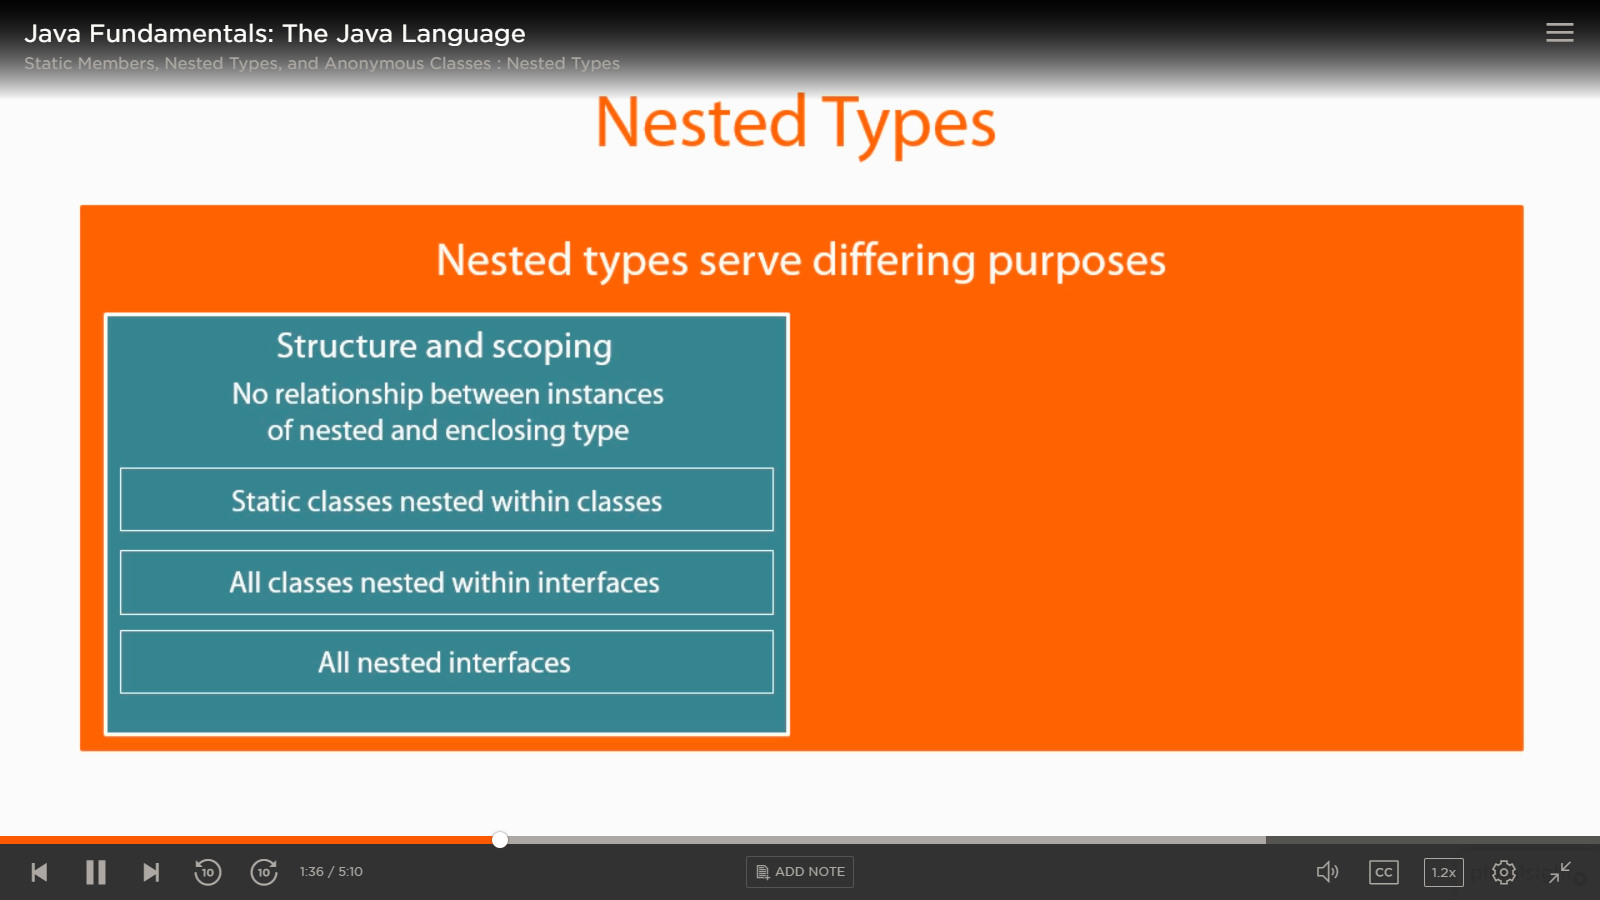 Java Fundamentals: The Java Language
Static Members, Nested Types, and Anonymous Classes : Nested Types
Nested Types
Nested types serve differing purposes
Structure and scoping
No relationship between instances
of nested and enclosing type
Static classes nested within classes
All classes nested within interfaces
All nested interfaces
10
10
1:36 / 5:10
ADD NOTE
CC
1.2x